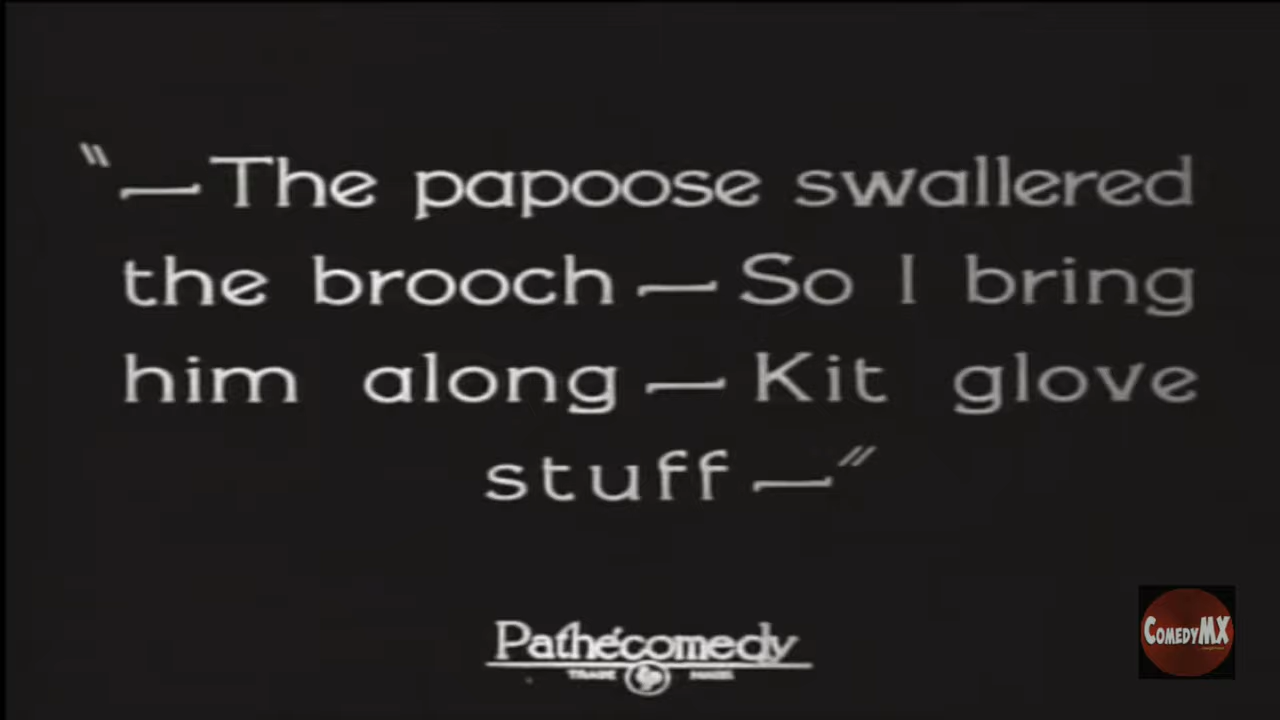 “—The papoose swallered
the brooch—So I bring
him along—Kit glove
stuff—”
Pathécomedy
TRADE MARK
COMEDYMX